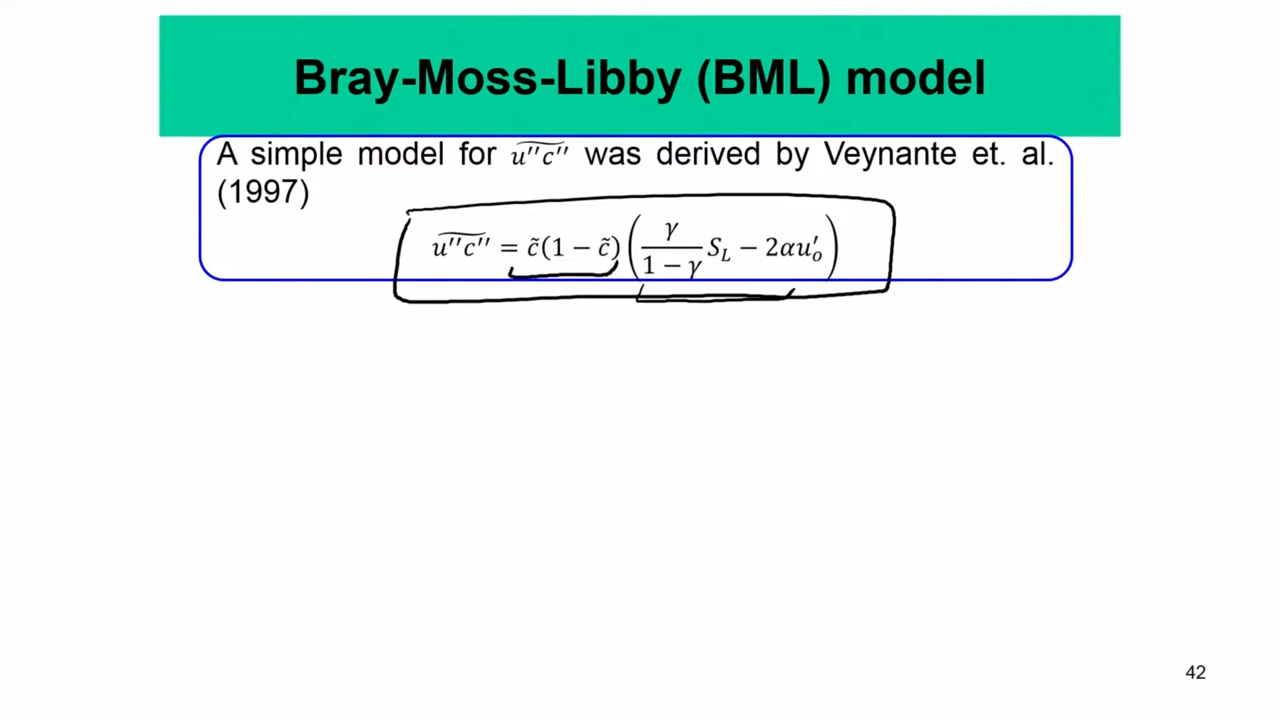 Bray-Moss-Libby (BML) model
A simple model for $\widetilde{u''c''}$ was derived by Veynante et. al.
(1997)
$\widetilde{u''c''} = \tilde{c}(1 - \tilde{c})\left(\frac{\gamma}{1 - \gamma} S_L - 2\alpha u'_o\right)$
42